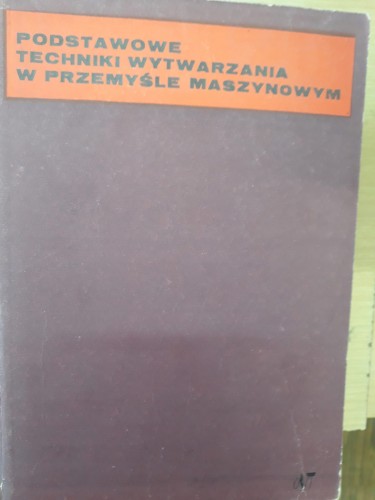 PODSTAWOWE
TECHNIKI WYTWARZANIA
W PRZEMYŚLE MASZYNOWYM